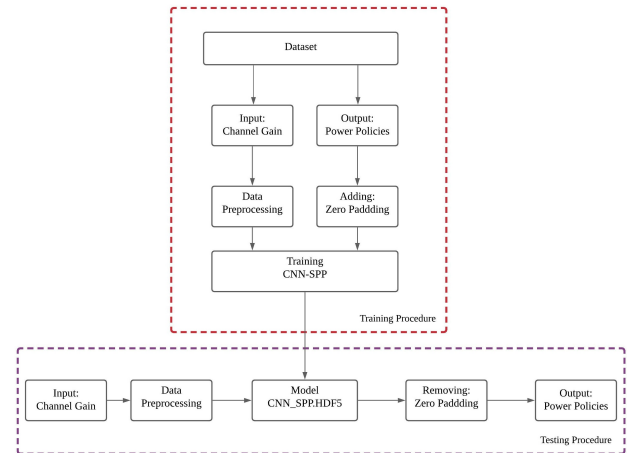 Dataset
Input:
Channel Gain
Output:
Power Policies
Data
Preprocessing
Adding:
Zero Paddding
Training
CNN-SPP
Training Procedure
Input:
Channel Gain
Data
Preprocessing
Model
CNN_SPP.HDF5
Removing:
Zero Paddding
Output:
Power Policies
Testing Procedure